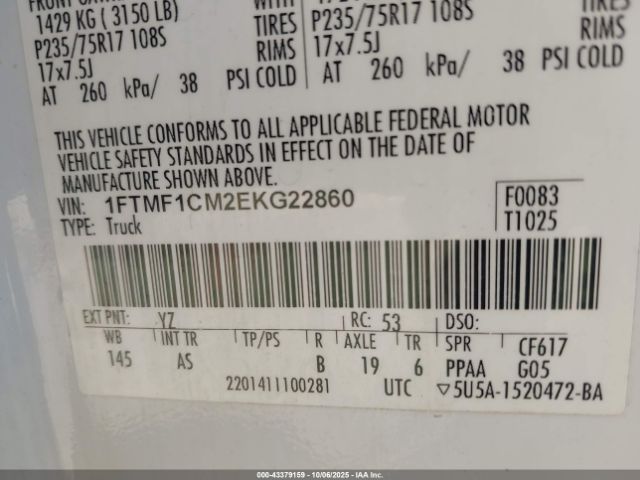 1429 KG ( 3150 LB) WITH
P235/75R17 108S TIRES P235/75R17 108S TIRES
17x7.5J RIMS 17x7.5J RIMS
AT 260 kPa/ 38 PSI COLD AT 260 kPa/ 38 PSI COLD
THIS VEHICLE CONFORMS TO ALL APPLICABLE FEDERAL MOTOR
VEHICLE SAFETY STANDARDS IN EFFECT ON THE DATE OF
MANUFACTURE SHOWN ABOVE.
VIN: 1FTMF1CM2EKG22860 F0083
TYPE: Truck T1025
EXT PNT: YZ RC: 53 DSO:
WB INT TR TP/PS R AXLE TR SPR CF617
145 AS B 19 6 PPAA G05
2201411100281 UTC ▽5U5A-1520472-BA
000-43379159 - 10/06/2025 - IAA Inc.